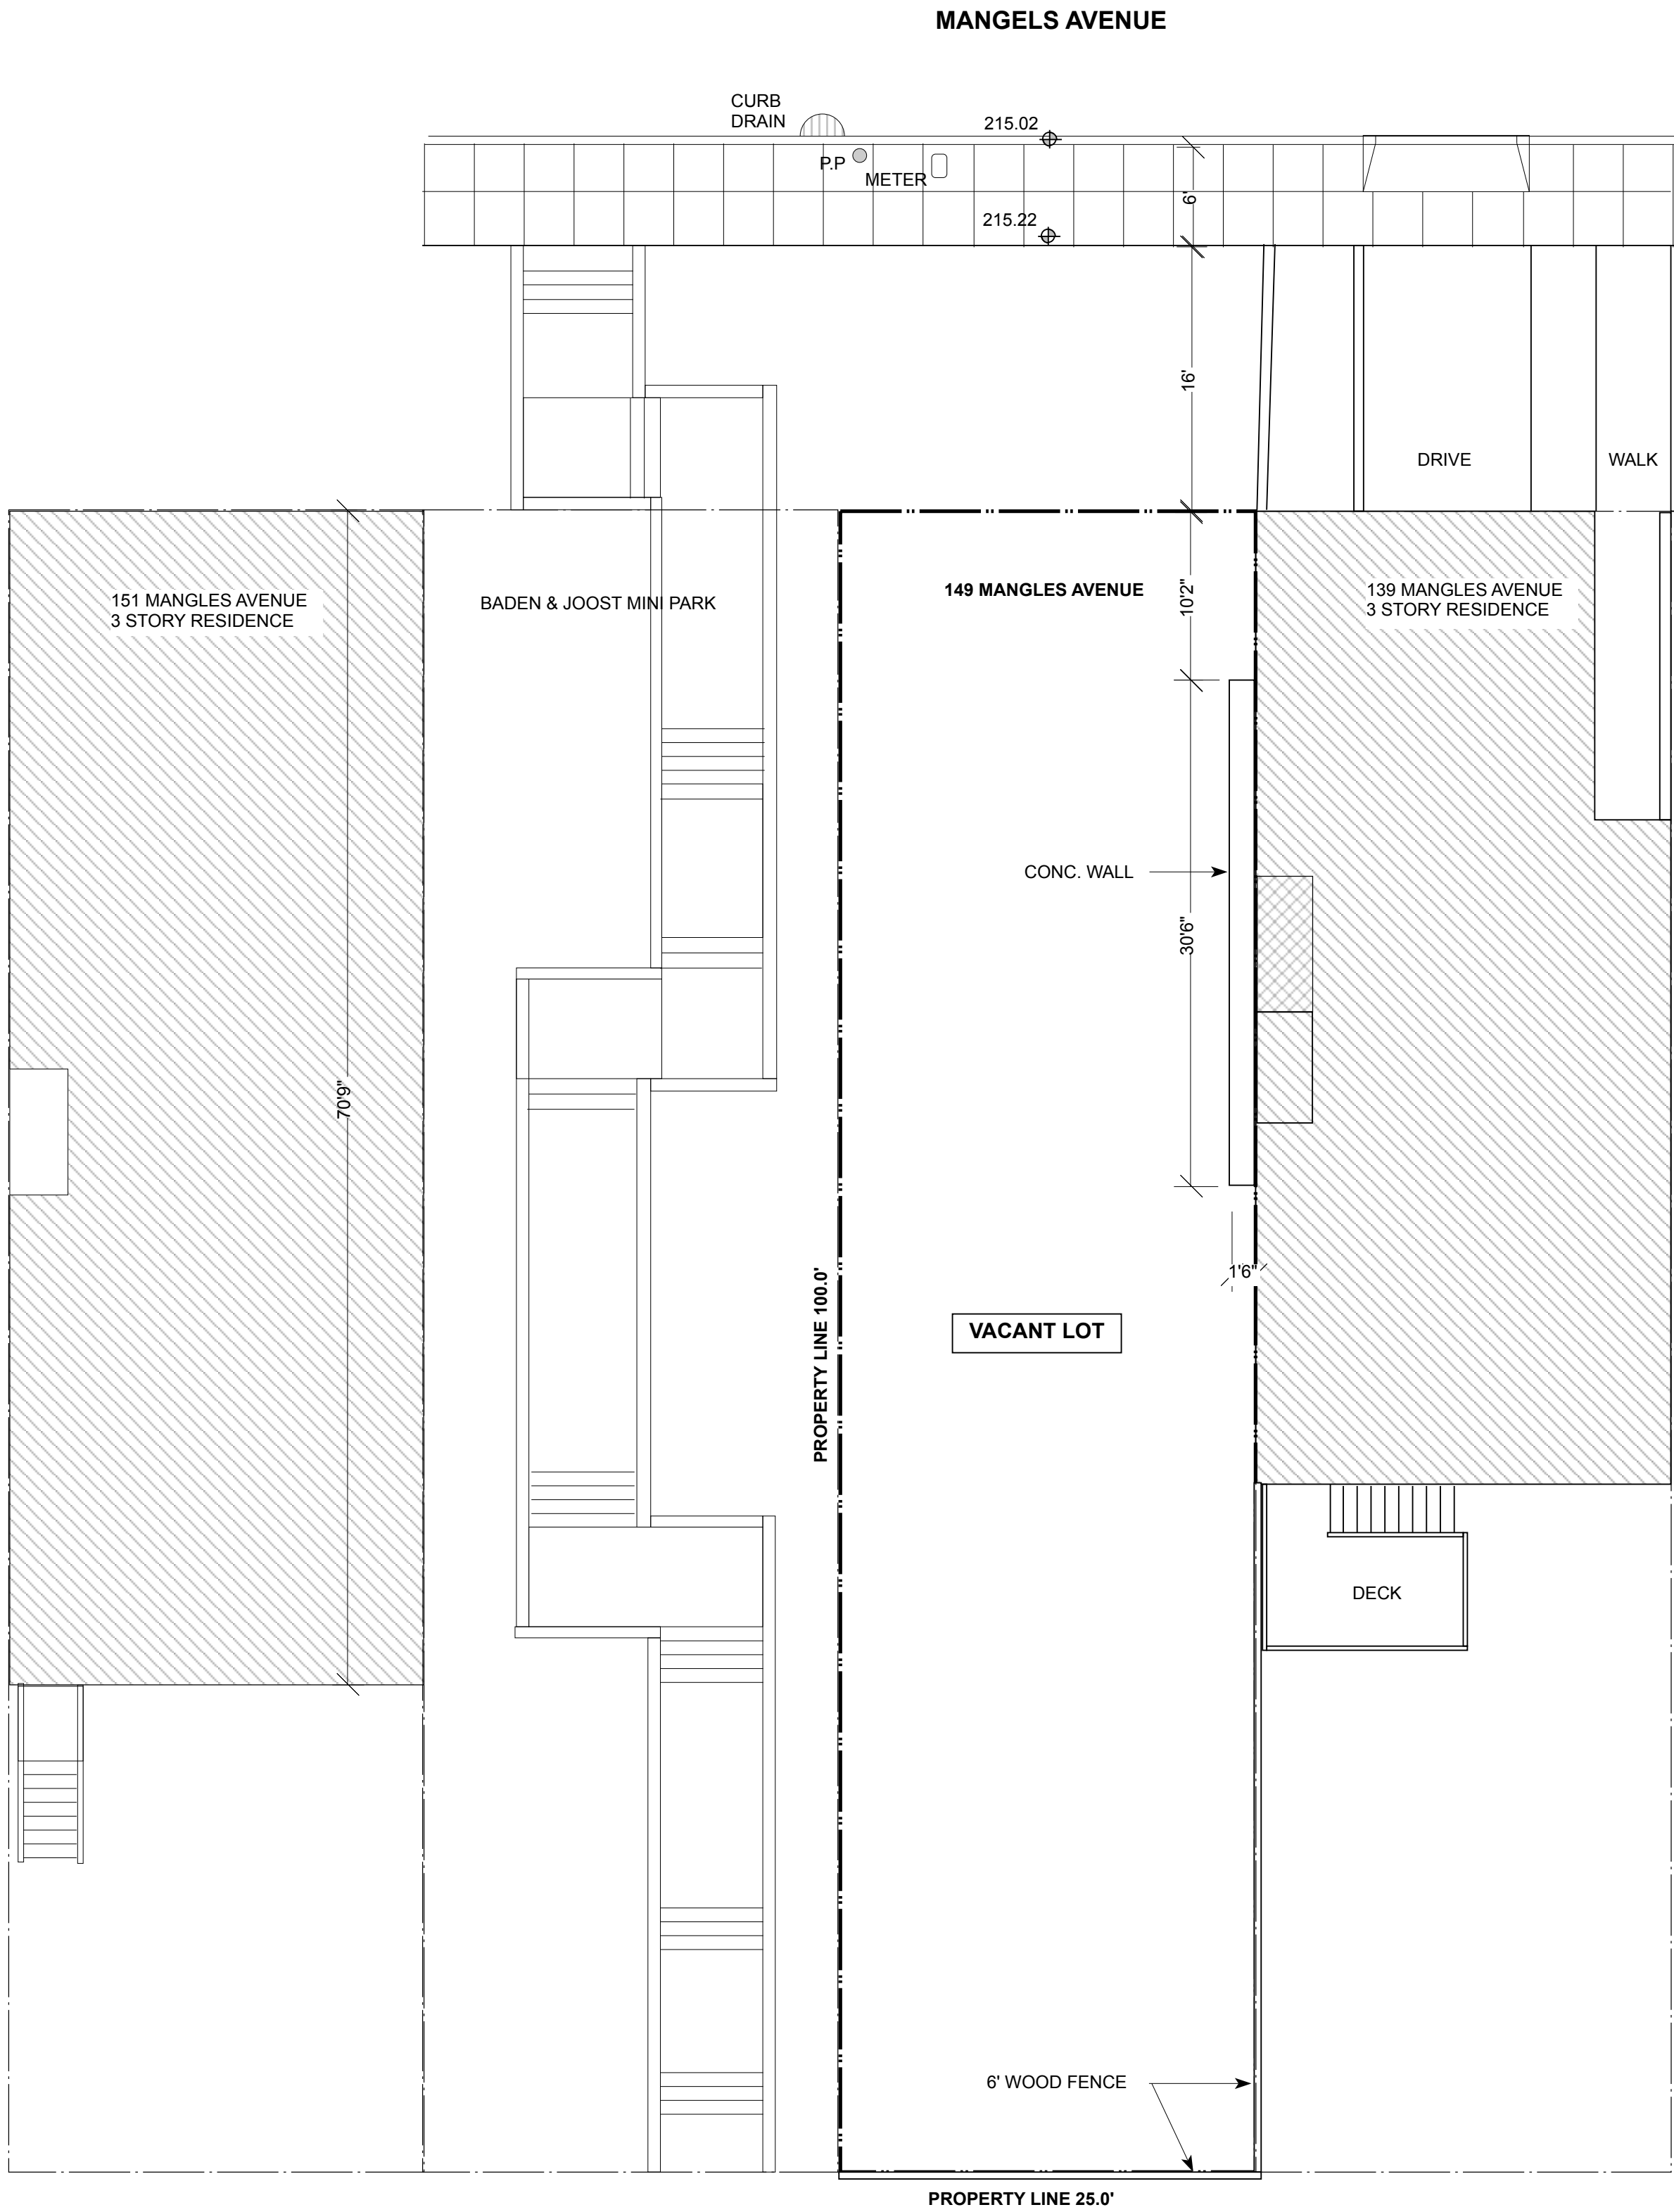 MANGELS AVENUE
CURB
DRAIN
215.02
P.P
METER
6'
215.22
16'
DRIVE
WALK
151 MANGLES AVENUE
3 STORY RESIDENCE
BADEN & JOOST MINI PARK
149 MANGLES AVENUE
10'2"
139 MANGLES AVENUE
3 STORY RESIDENCE
CONC. WALL
30'6"
70'9"
1'6"
PROPERTY LINE 100.0'
VACANT LOT
DECK
6' WOOD FENCE
PROPERTY LINE 25.0'